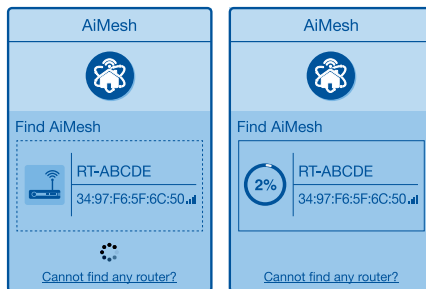 AiMesh
Find AiMesh
RT-ABCDE
34:97:F6:5F:6C:50
Cannot find any router?
AiMesh
Find AiMesh
2%
RT-ABCDE
34:97:F6:5F:6C:50
Cannot find any router?